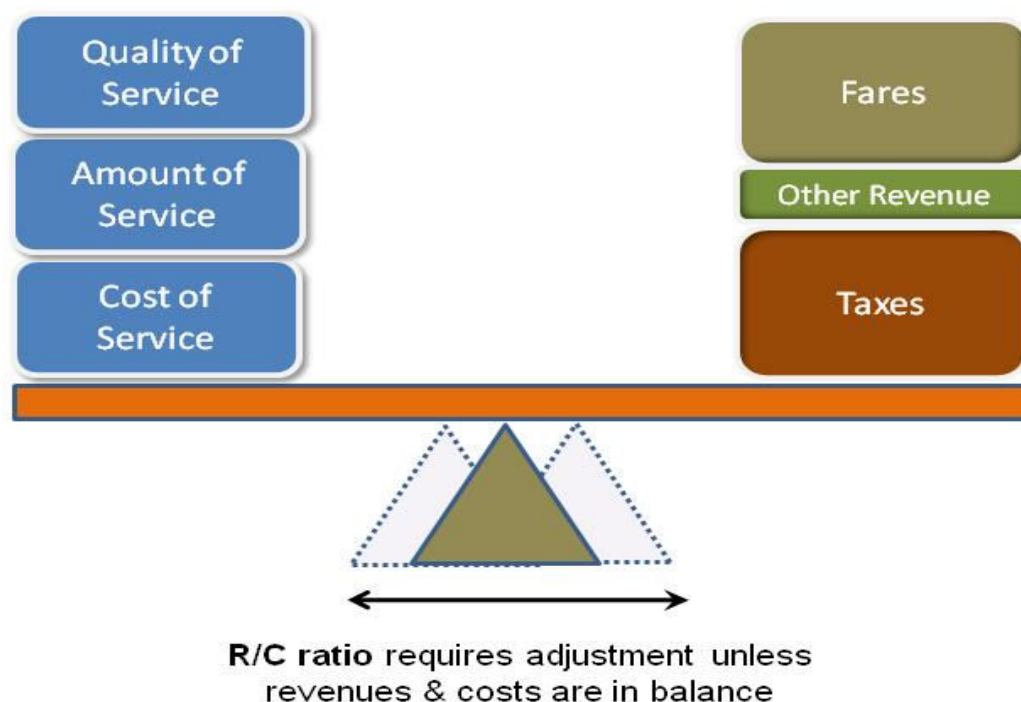 Quality of
Service
Amount of
Service
Cost of
Service
Fares
Other Revenue
Taxes
R/C ratio requires adjustment unless
revenues & costs are in balance